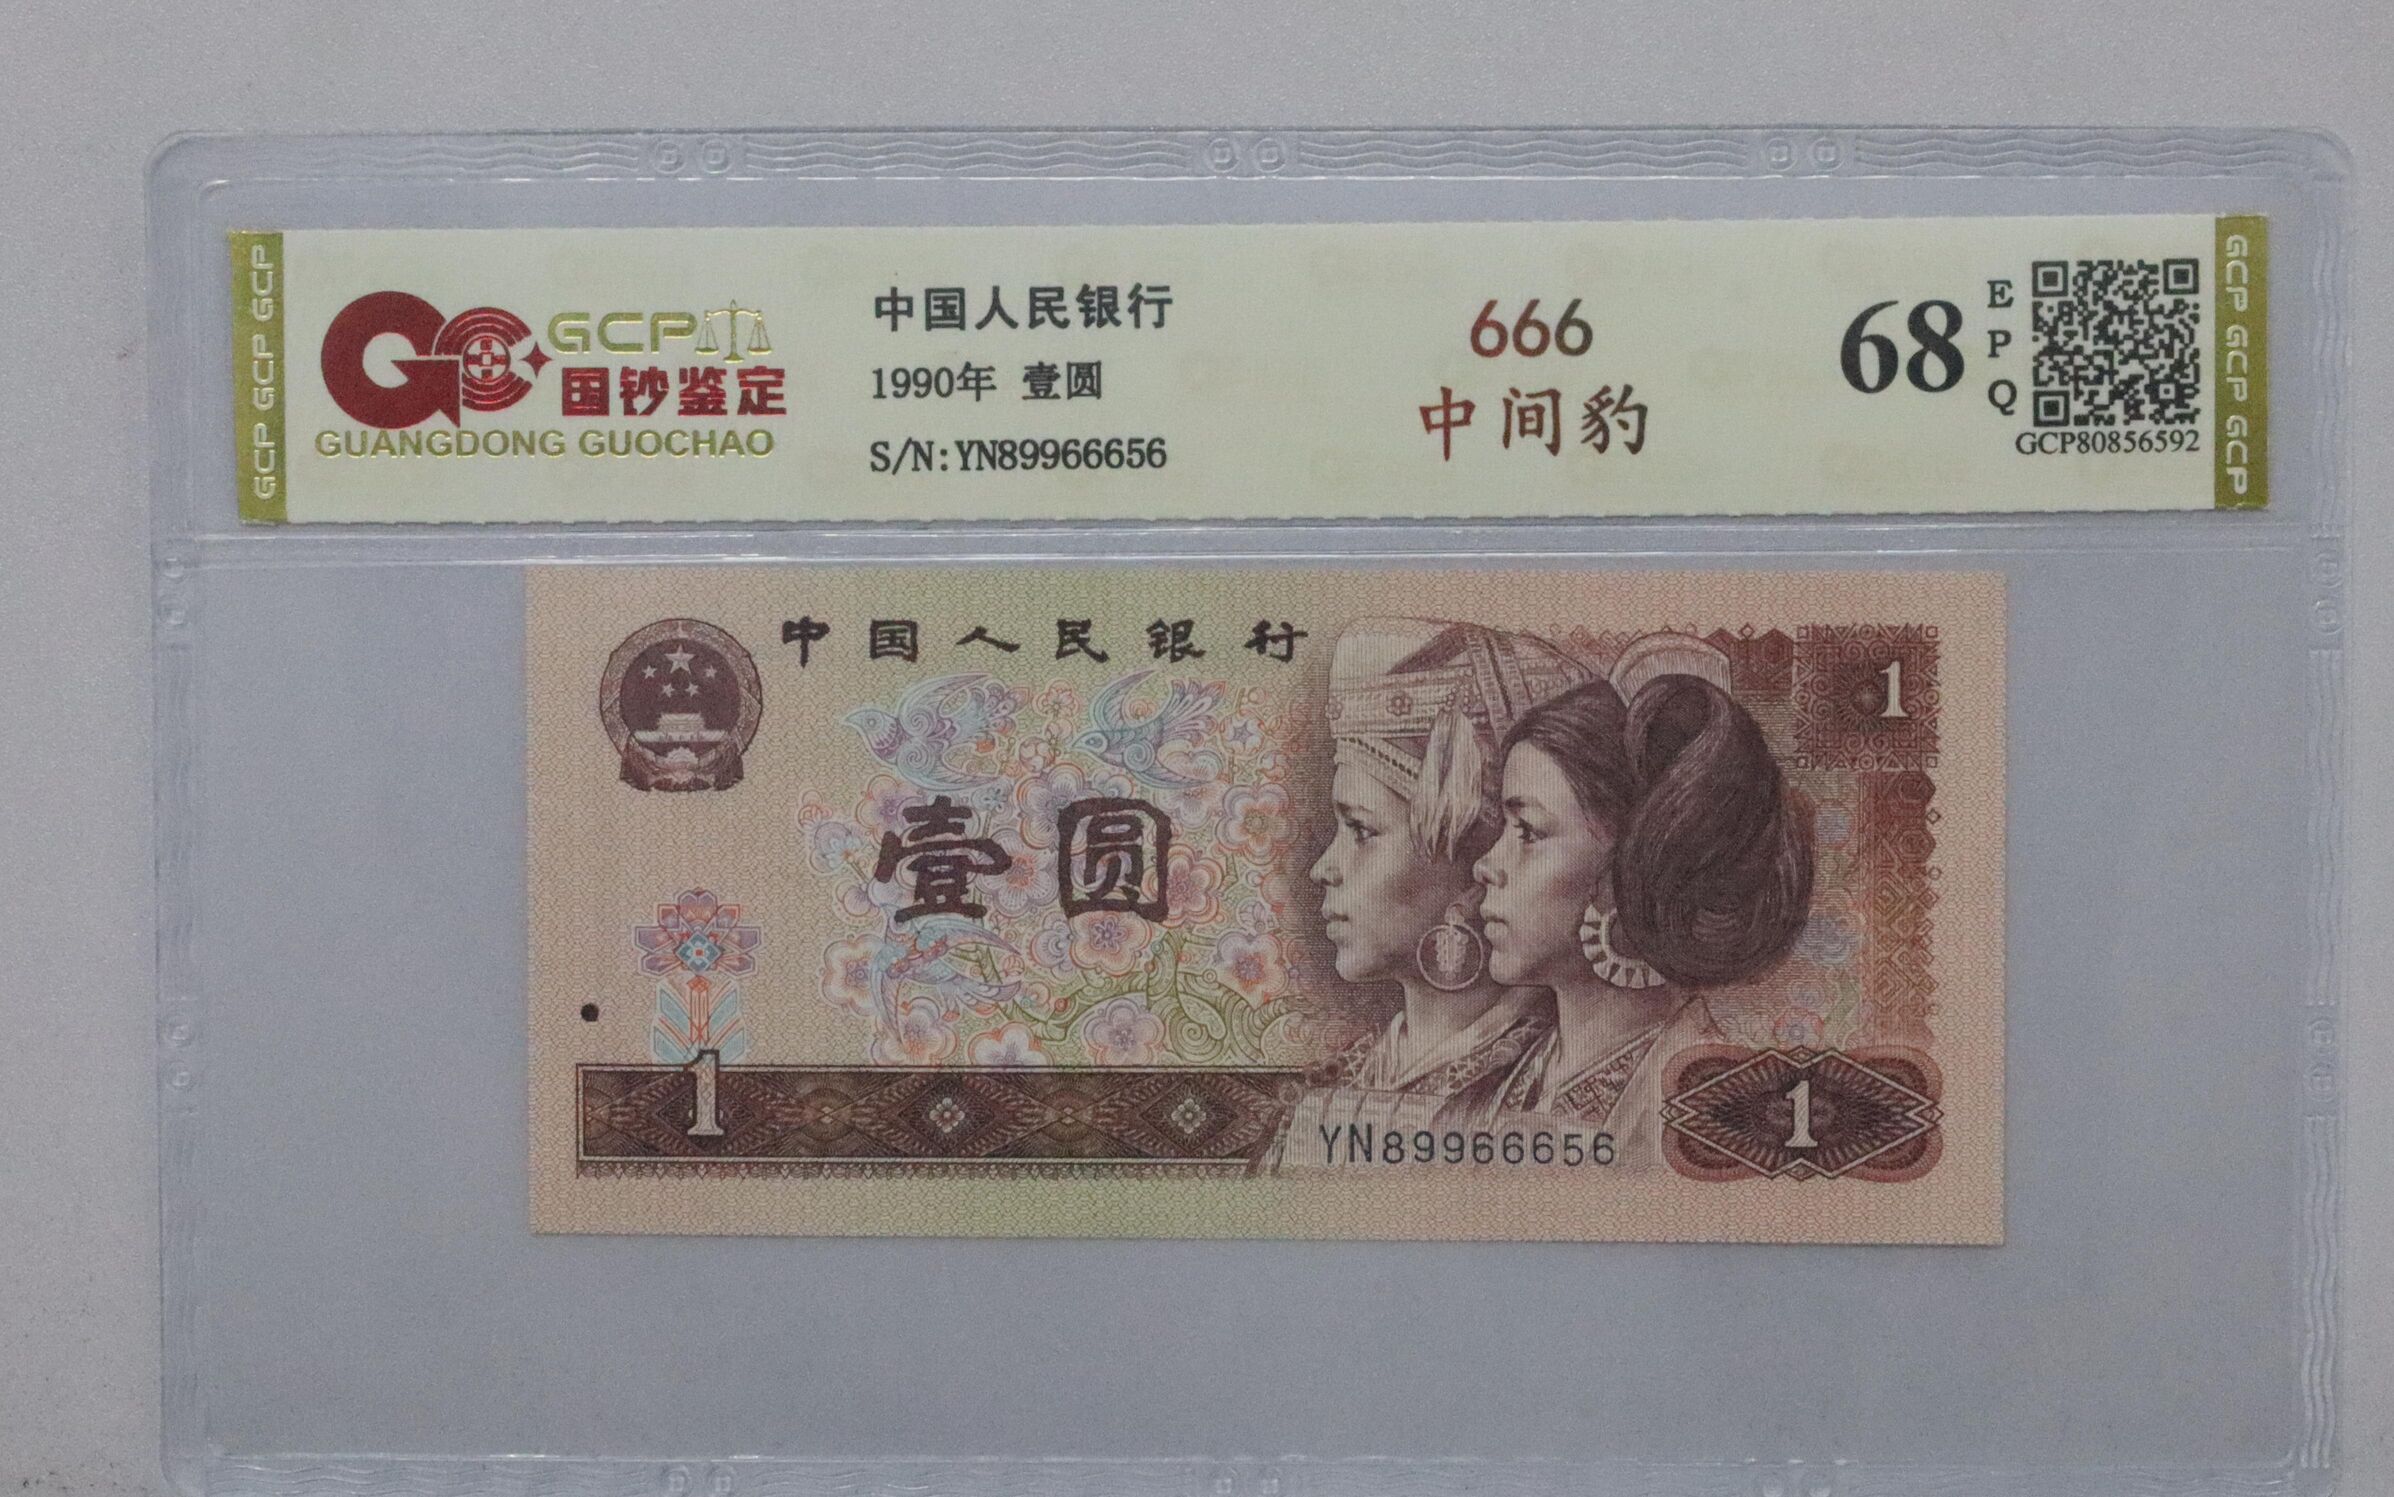 GCP GCP GCP
GCP
国钞鉴定
GUANGDONG GUOCHAO
中国人民银行
1990年 壹圆
S/N:YN89966656
666
中间豹
68
EPQ
GCP80856592
GCP GCP GCP
中国人民银行
1
壹圆
1
YN89966656
1